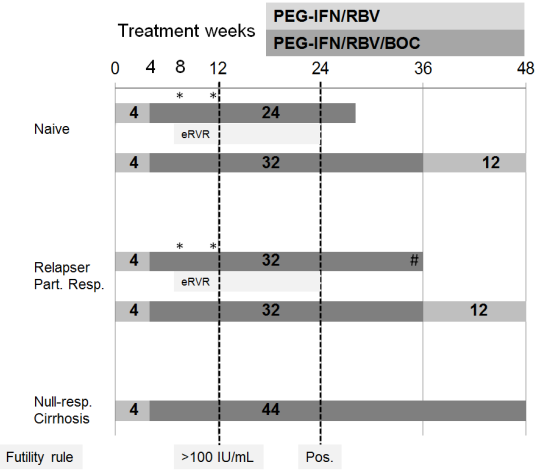 PEG-IFN/RBV
Treatment weeks
PEG-IFN/RBV/BOC
0 4 8 12 24 36 48
* *
Naive
4 24
eRVR
4 32 12
* *
Relapser
Part. Resp.
4 32 #
eRVR
4 32 12
Null-resp.
Cirrhosis
4 44
Futility rule >100 IU/mL Pos.